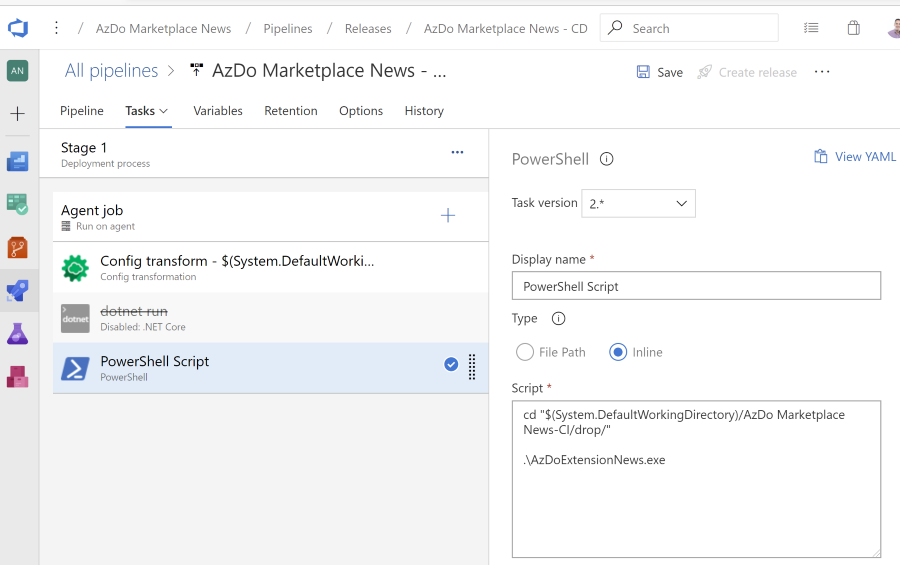 / AzDo Marketplace News / Pipelines / Releases / AzDo Marketplace News - CD
Search
AN
All pipelines > AzDo Marketplace News - ...
Save
Create release
Pipeline Tasks Variables Retention Options History
Stage 1
Deployment process
Agent job
Run on agent
Config transform - $(System.DefaultWorki...
Config transformation
>
dotnet
dotnet run
Disabled: .NET Core
PowerShell Script
PowerShell
PowerShell
View YAML
Task version 2.*
Display name *
PowerShell Script
Type
File Path
Inline
Script *
cd "$(System.DefaultWorkingDirectory)/AzDo Marketplace
News-CI/drop/"
.\AzDoExtensionNews.exe